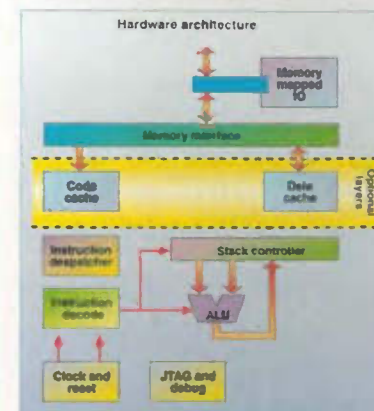 Hardware architecture
Memory
mapped
IO
Memory interface
Code
cache
Data
cache
Optional
layers
Instruction
despatcher
Stack controller
Instruction
decode
ALU
Clock and
reset
JTAG and
debug